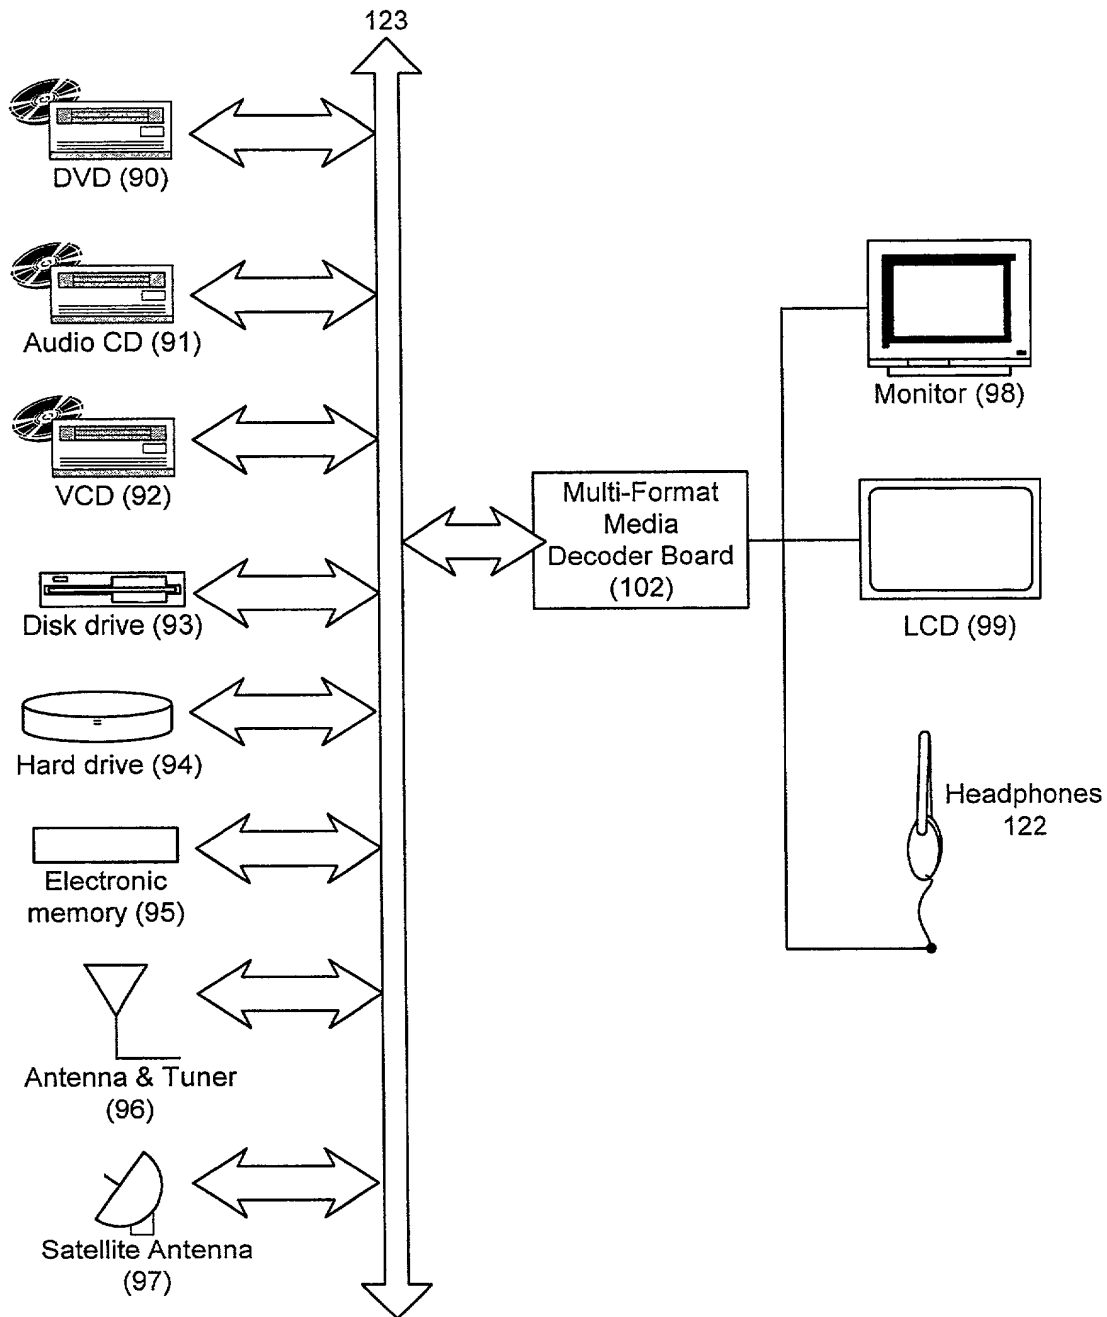 123
DVD (90)
Audio CD (91)
VCD (92)
Disk drive (93)
Hard drive (94)
Electronic
memory (95)
Antenna & Tuner
(96)
Satellite Antenna
(97)
Multi-Format
Media
Decoder Board
(102)
Monitor (98)
LCD (99)
Headphones
122